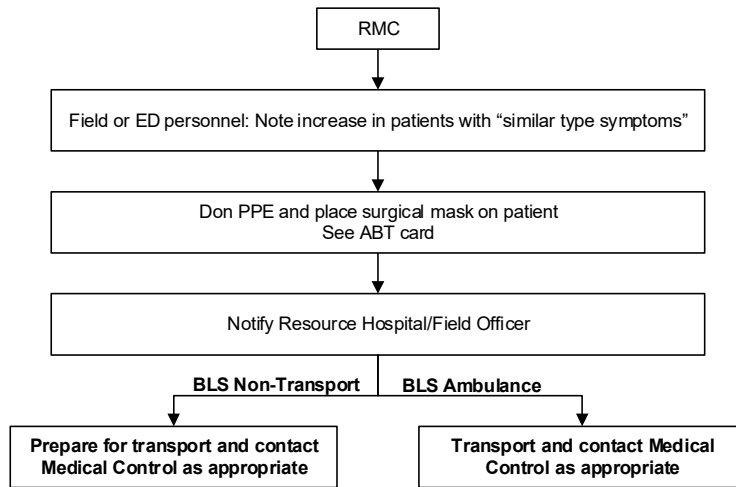 RMC
Field or ED personnel: Note increase in patients with “similar type symptoms”
Don PPE and place surgical mask on patient
See ABT card
Notify Resource Hospital/Field Officer
BLS Non-Transport
BLS Ambulance
Prepare for transport and contact
Medical Control as appropriate
Transport and contact Medical
Control as appropriate